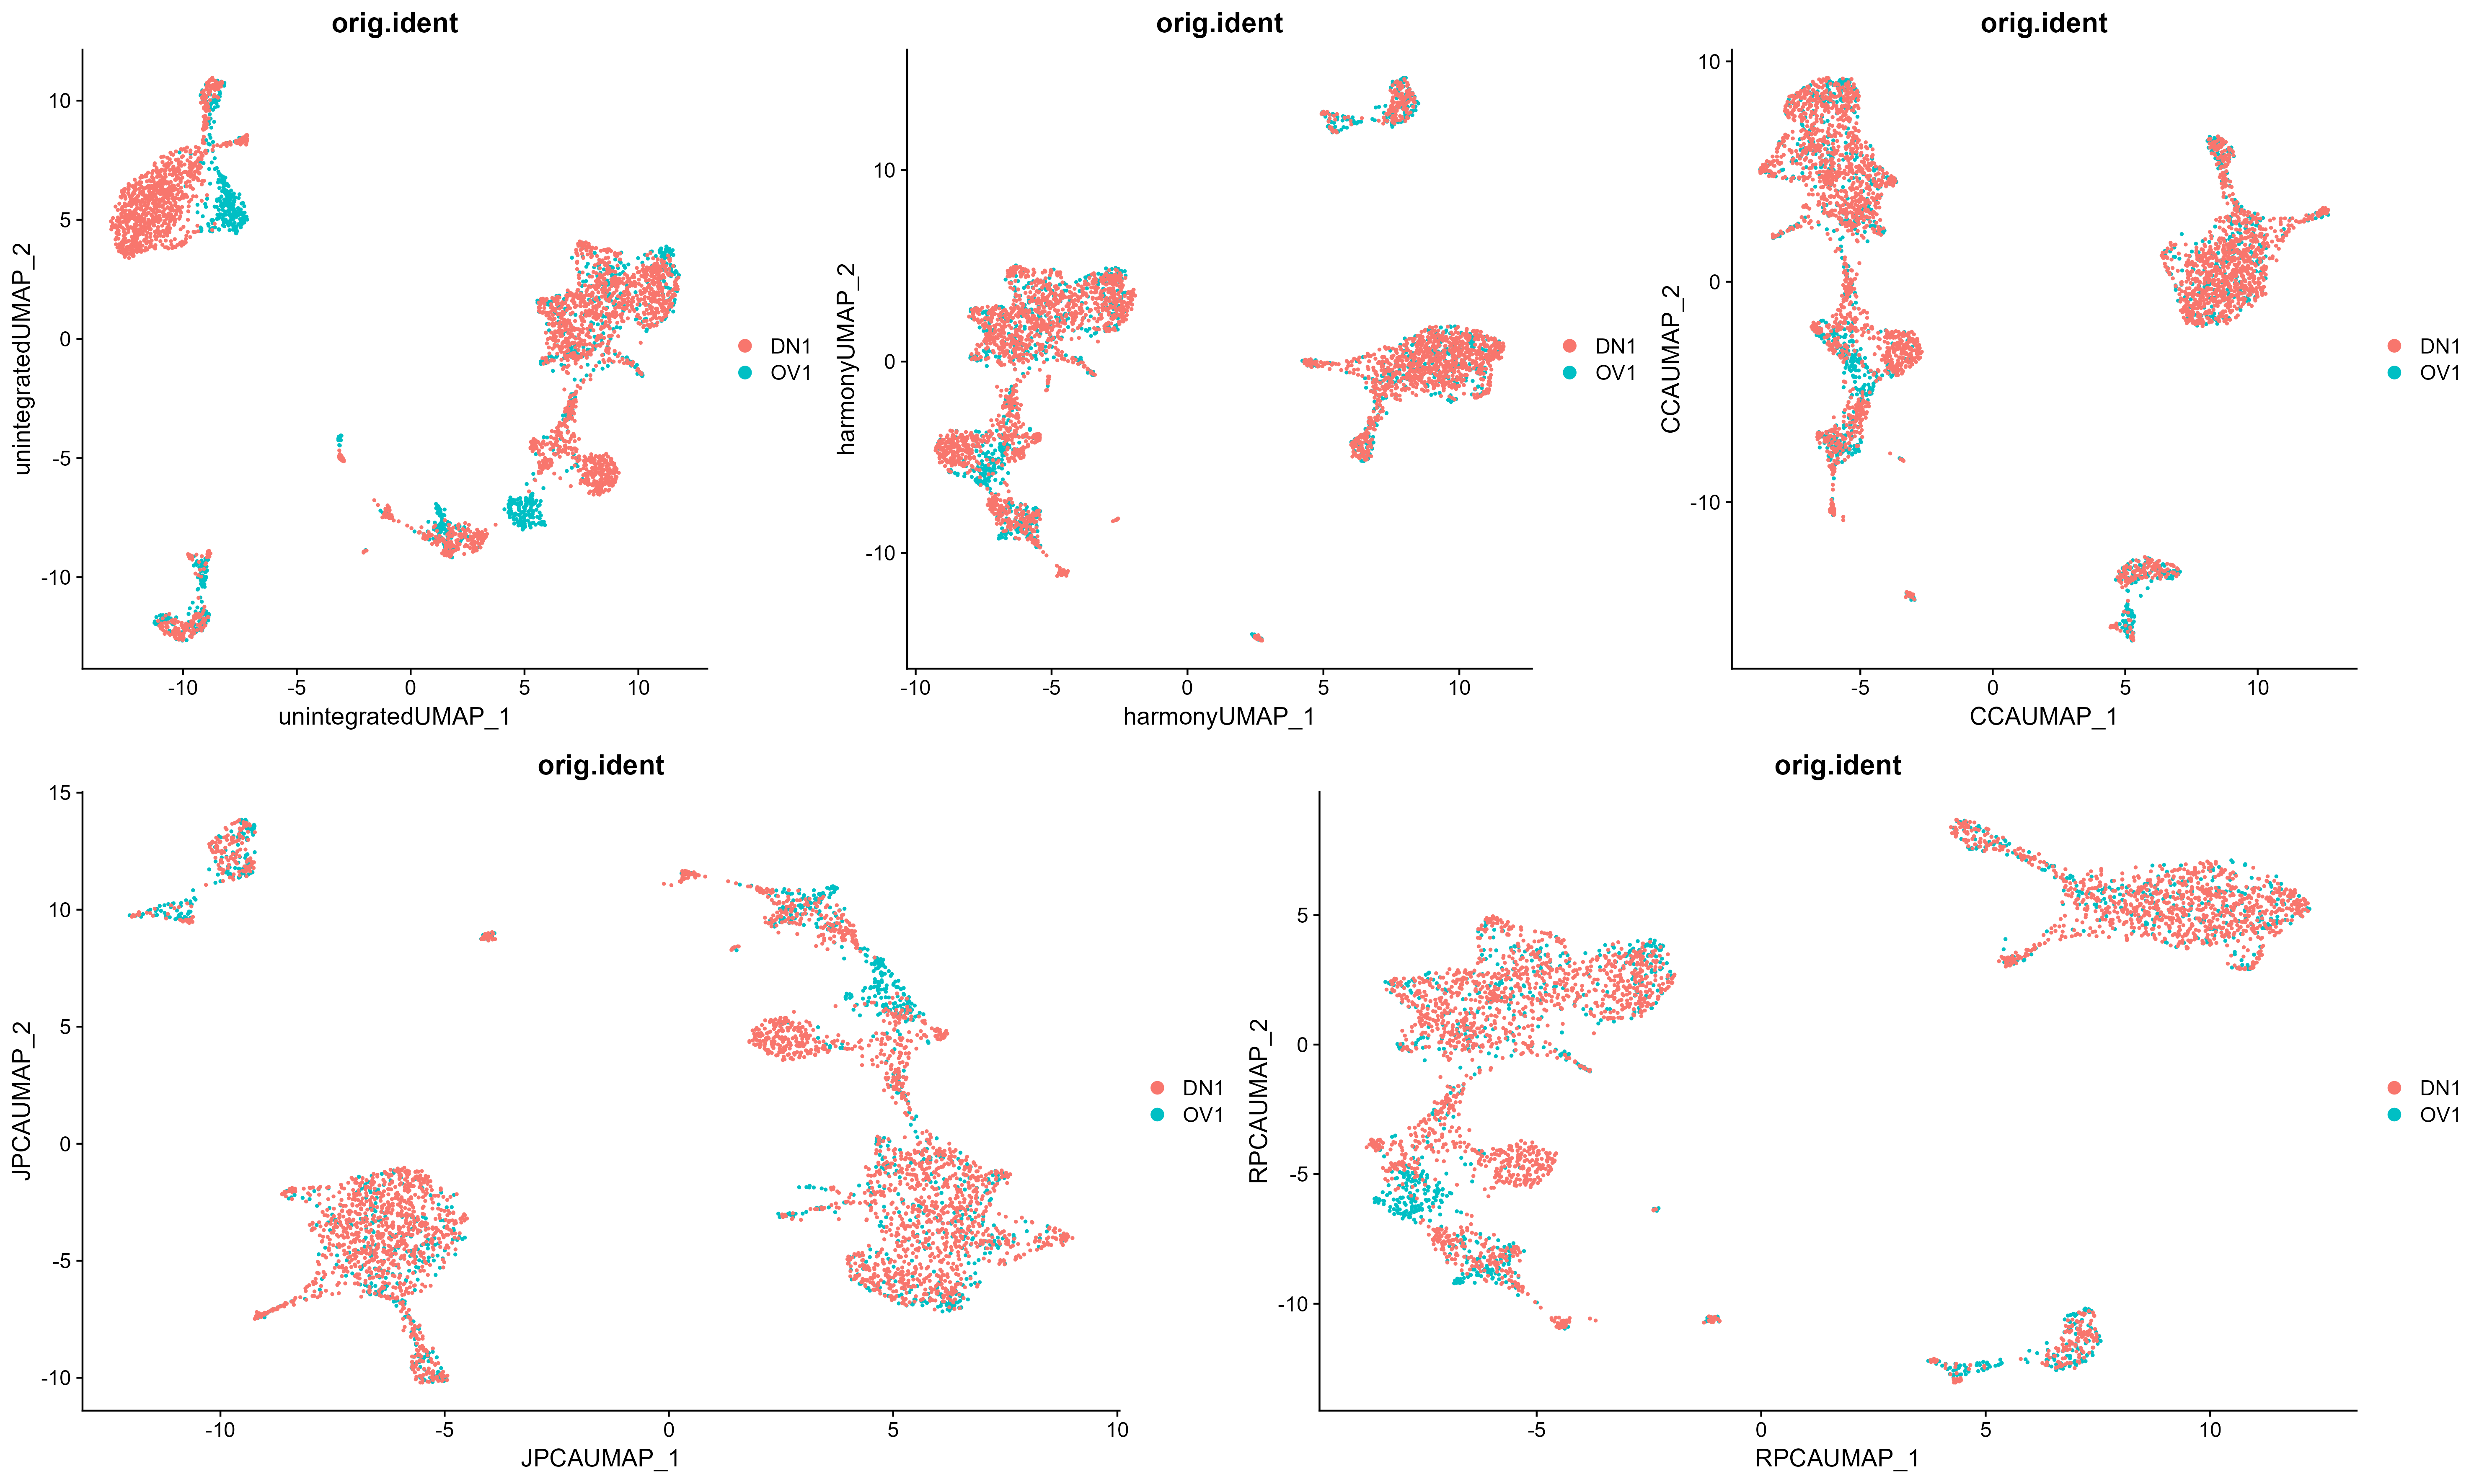 orig.ident
unintegratedUMAP_2
10
5
0
-5
-10
-10
-5
0
5
10
unintegratedUMAP_1
DN1
OV1
orig.ident
harmonyUMAP_2
10
0
-10
-10
-5
0
5
10
harmonyUMAP_1
DN1
OV1
orig.ident
CCAUMAP_2
10
0
-10
-5
0
5
10
CCAUMAP_1
DN1
OV1
orig.ident
JPCAUMAP_2
15
10
5
0
-5
-10
-10
-5
0
5
10
JPCAUMAP_1
DN1
OV1
orig.ident
RPCAUMAP_2
5
0
-5
-10
-5
0
5
10
RPCAUMAP_1
DN1
OV1